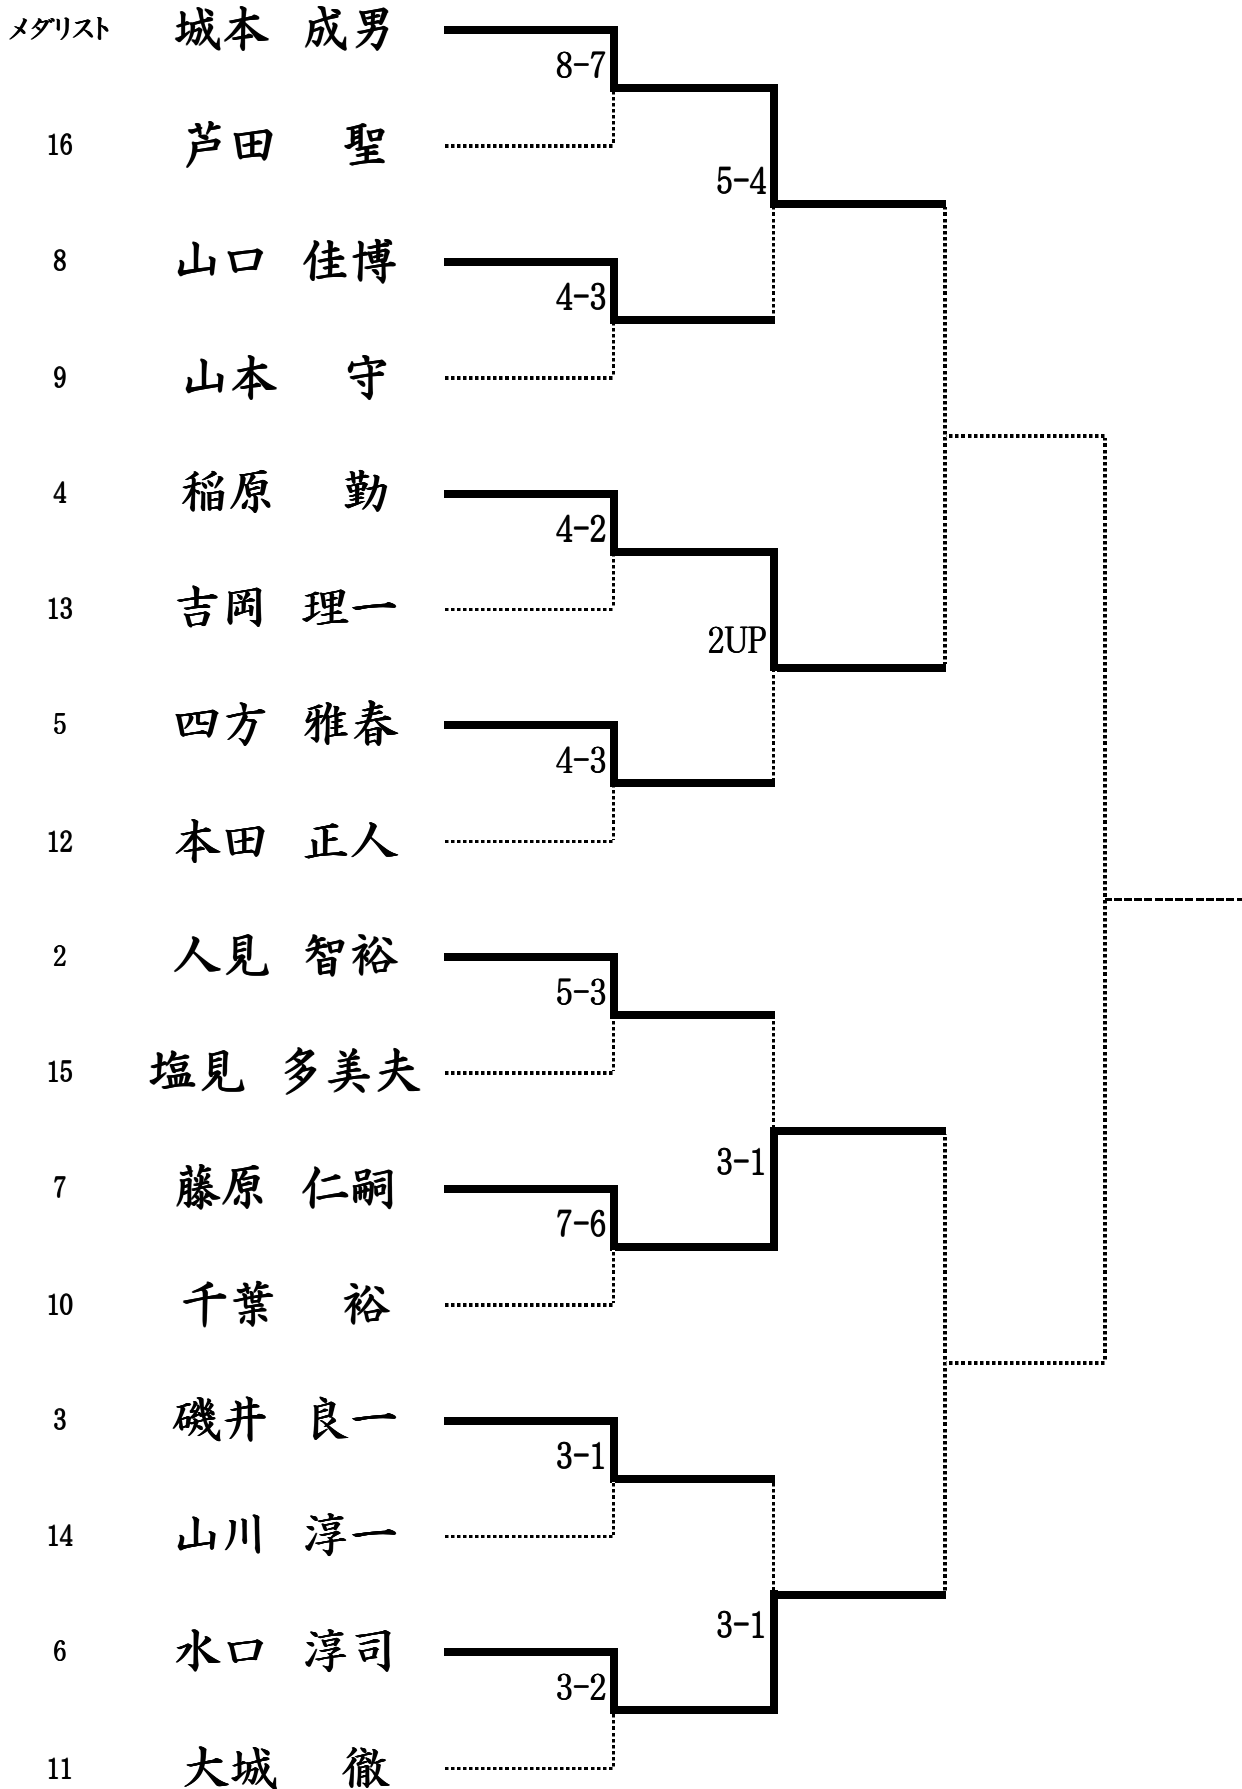 メダリスト 城本 成男
8-7
16 芦田 聖
5-4
8 山口 佳博
4-3
9 山本 守
4 稲原 勤
4-2
13 吉岡 理一
2UP
5 四方 雅春
4-3
12 本田 正人
2 人見 智裕
5-3
15 塩見 多美夫
3-1
7 藤原 仁嗣
7-6
10 千葉 裕
3 磯井 良一
3-1
14 山川 淳一
3-1
6 水口 淳司
3-2
11 大城 徹